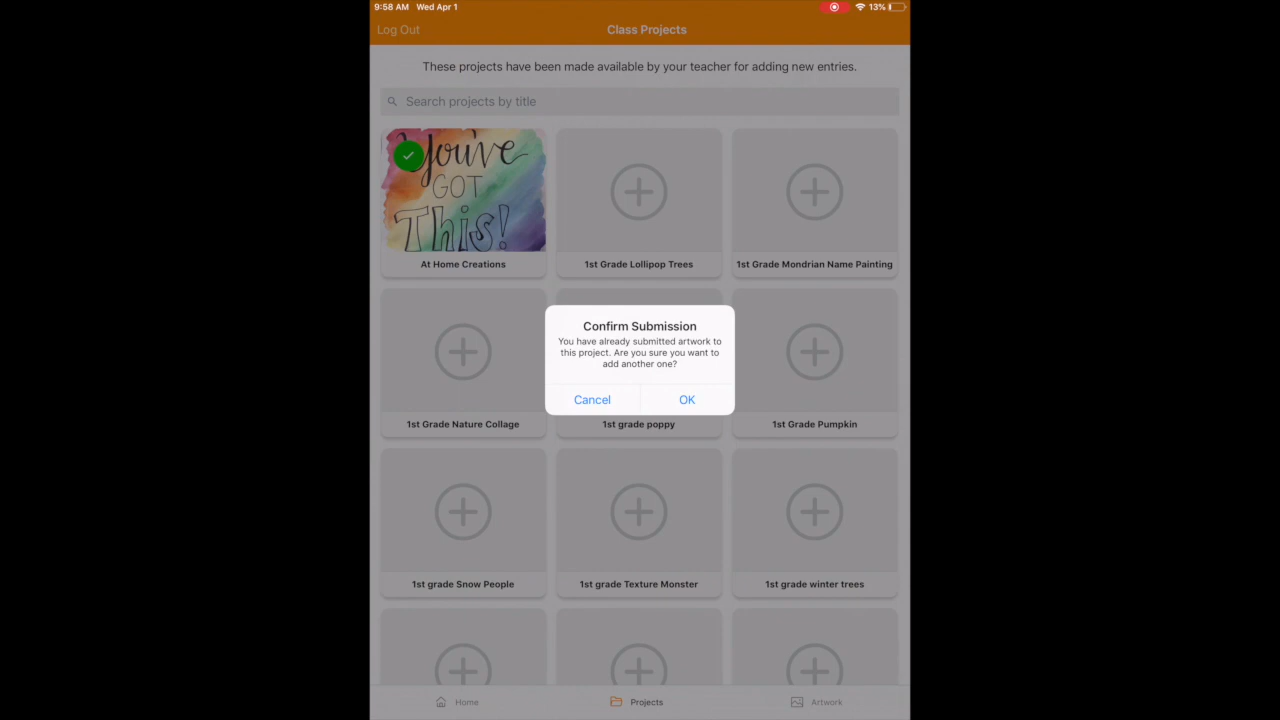 9:58 AM Wed Apr 1 13%
Log Out Class Projects
These projects have been made available by your teacher for adding new entries.
Search projects by title
You've
GOT
This!
At Home Creations 1st Grade Lollipop Trees 1st Grade Mondrian Name Painting
Confirm Submission
You have already submitted artwork to
this project. Are you sure you want to
add another one?
Cancel OK
1st Grade Nature Collage 1st grade poppy 1st Grade Pumpkin
1st grade Snow People 1st grade Texture Monster 1st grade winter trees
Home Projects Artwork